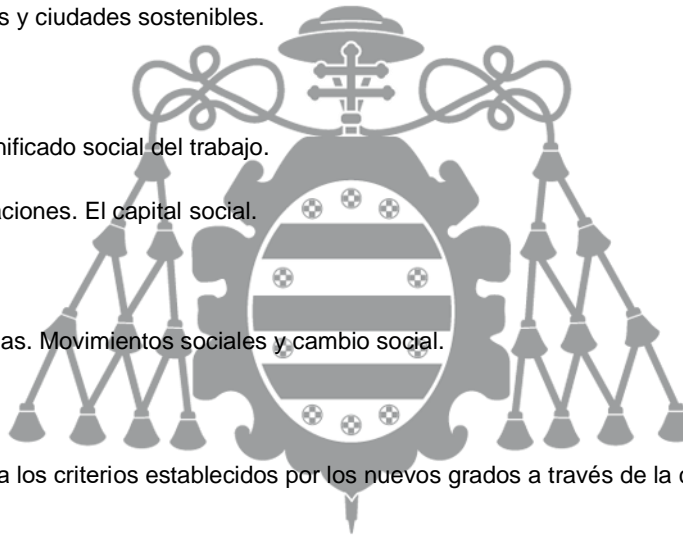 s y ciudades sostenibles.
nificado social del trabajo.
aciones. El capital social.
as. Movimientos sociales y cambio social.
a los criterios establecidos por los nuevos grados a través de la c